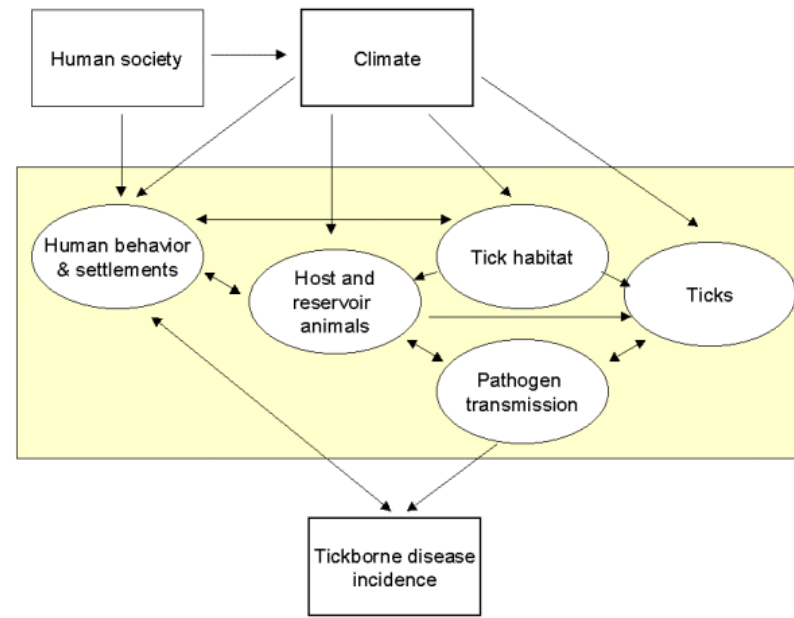 Human society
Climate
Human behavior
& settlements
Host and
reservoir
animals
Tick habitat
Ticks
Pathogen
transmission
Tickborne disease
incidence